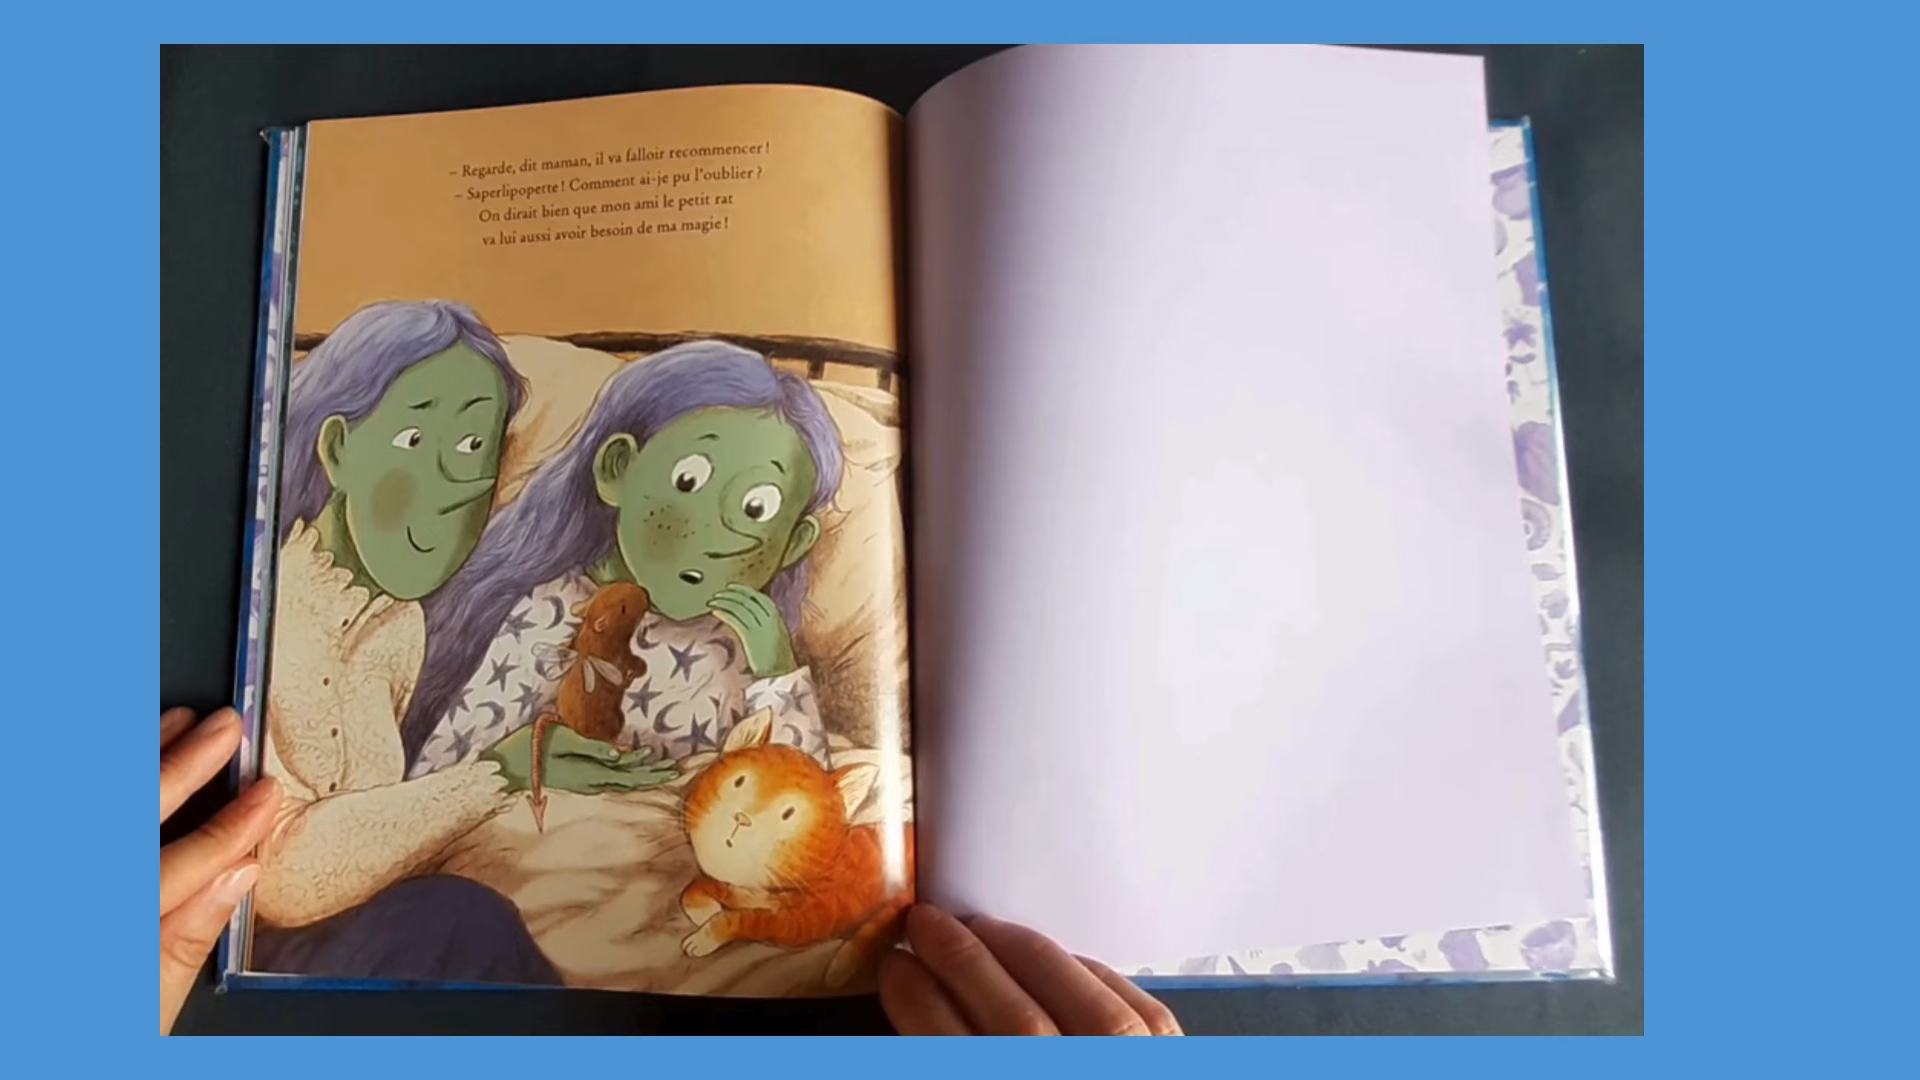 – Regarde, dit maman, il va falloir recommencer !
– Saperlipopette ! Comment ai-je pu l'oublier ?
On dirait bien que mon ami le petit rat
va lui aussi avoir besoin de ma magie !